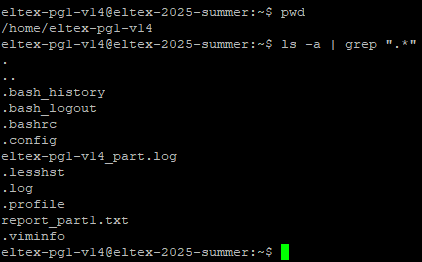 eltex-pg1-v14@eltex-2025-summer:~$ pwd
/home/eltex-pg1-v14
eltex-pg1-v14@eltex-2025-summer:~$ ls -a | grep ".*"
.
..
.bash_history
.bash_logout
.bashrc
.config
eltex-pg1-v14_part.log
.lesshst
.log
.profile
report_part1.txt
.viminfo
eltex-pg1-v14@eltex-2025-summer:~$